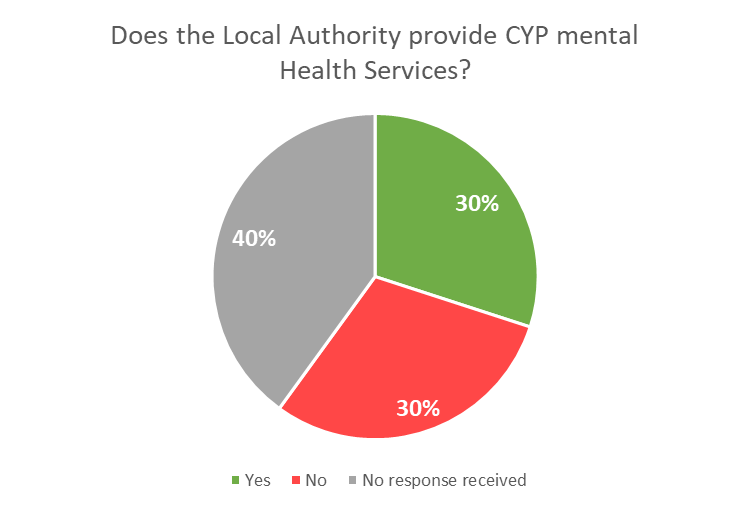 Does the Local Authority provide CYP mental
Health Services?
30%
40%
30%
Yes No No response received